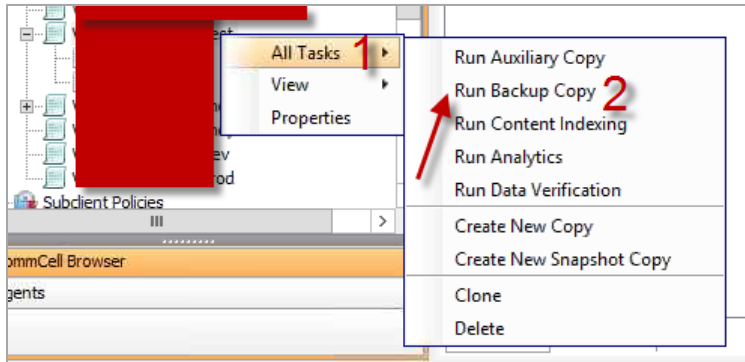 All Tasks 1
View
Properties
Run Auxiliary Copy
Run Backup Copy 2
Run Content Indexing
Run Analytics
Run Data Verification
Create New Copy
Create New Snapshot Copy
Clone
Delete
Subclient Policies
ommCell Browser
gents